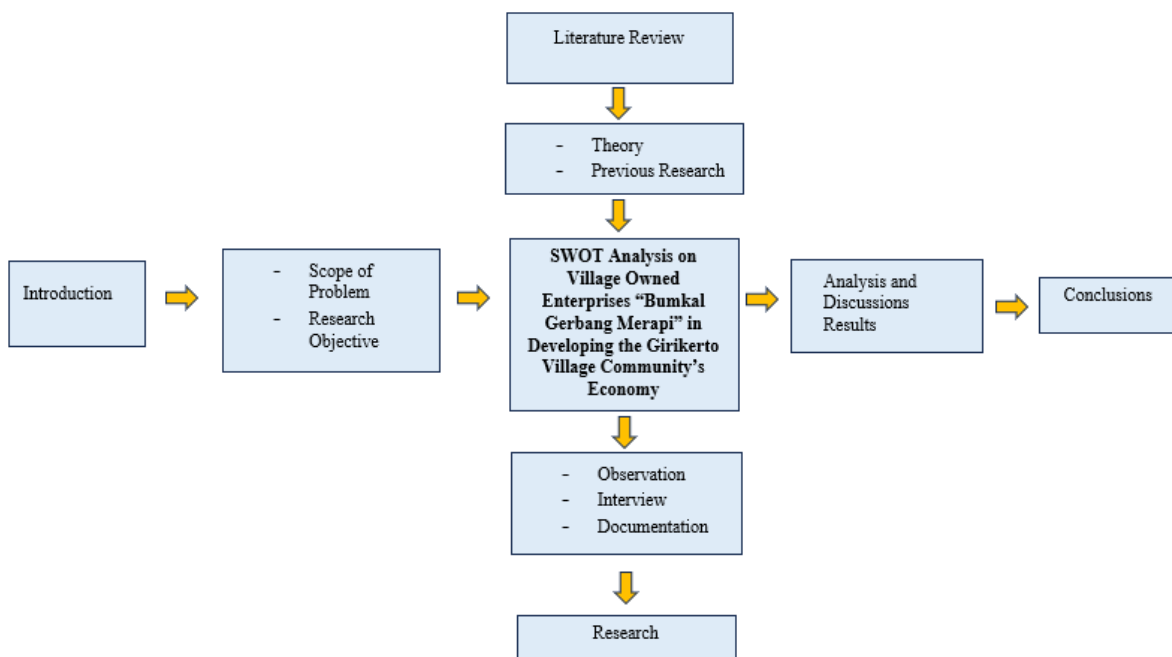 Literature Review
- Theory
- Previous Research
Introduction
- Scope of
Problem
- Research
Objective
SWOT Analysis on
Village Owned
Enterprises “Bumkal
Gerbang Merapi” in
Developing the Girikerto
Village Community’s
Economy
Analysis and
Discussions
Results
Conclusions
- Observation
- Interview
- Documentation
Research